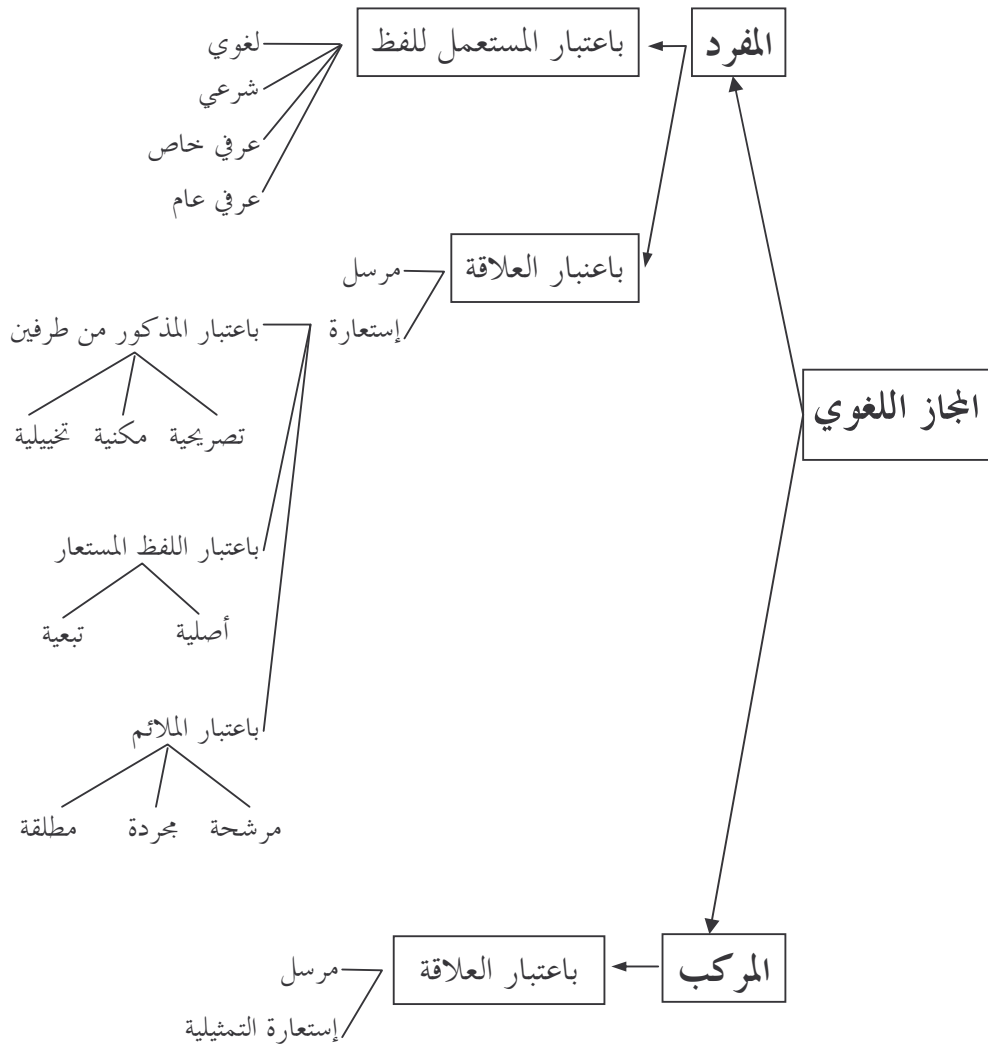 المفرد
باعتبار المستعمل للفظ
لغوي
شرعي
عرفي خاص
عرفي عام
باعنبار العلاقة
مرسل
إستعارة
باعتبار المذكور من طرفين
تصريحية
مكنية
تخييلية
المجاز اللغوي
باعتبار اللفظ المستعار
أصلية
تبعية
باعتبار الملائم
مرشحة
مجردة
مطلقة
المركب
باعتبار العلاقة
مرسل
إستعارة التمثيلية